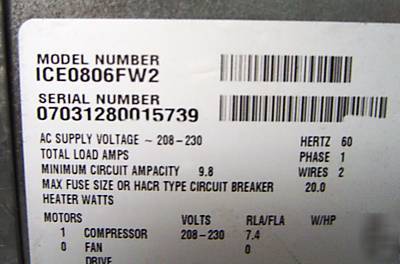 MODEL NUMBER
ICE0806FW2
SERIAL NUMBER
07031280015739
AC SUPPLY VOLTAGE ~ 208-230 HERTZ 60
TOTAL LOAD AMPS PHASE 1
MINIMUM CIRCUIT AMPACITY 9.8 WIRES 2
MAX FUSE SIZE OR HACR TYPE CIRCUIT BREAKER 20.0
HEATER WATTS
MOTORS VOLTS RLA/FLA W/HP
1 COMPRESSOR 208-230 7.4
0 FAN 0
DRIVE